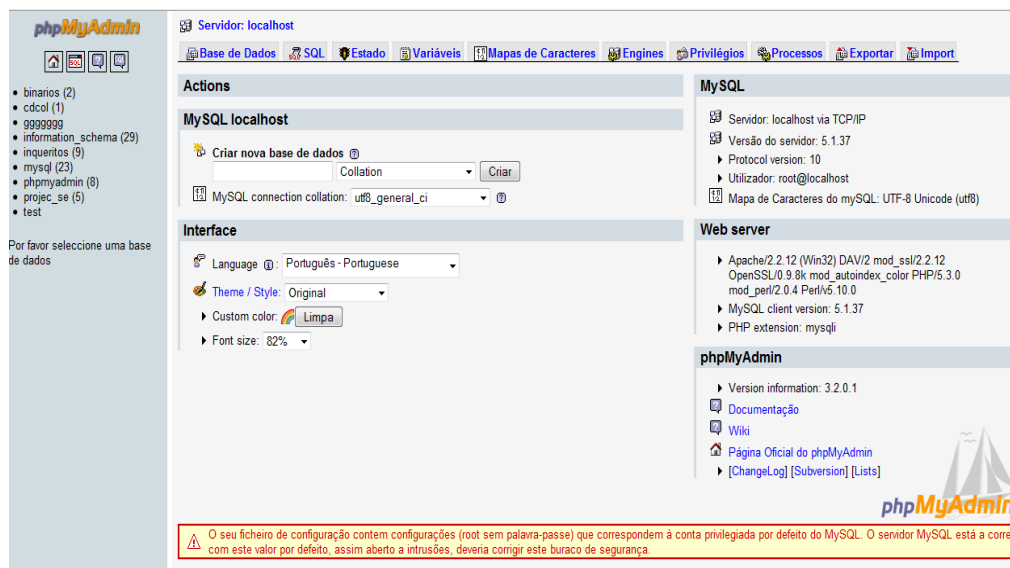 phpMyAdmin
SQL
binarios (2)
cdcol (1)
ggggggg
information_schema (29)
inqueritos (9)
mysql (23)
phpmyadmin (8)
projec_se (5)
test
Por favor seleccione uma base
de dados
Servidor: localhost
Base de Dados SQL Estado Variáveis Mapas de Caracteres Engines Privilégios Processos Exportar Import
Actions
MySQL localhost
Criar nova base de dados
Collation Criar
MySQL connection collation: utf8_general_ci
Interface
Language : Português - Portuguese
Theme / Style: Original
Custom color: Limpa
Font size: 82%
MySQL
Servidor: localhost via TCP/IP
Versão do servidor: 5.1.37
Protocol version: 10
Utilizador: root@localhost
Mapa de Caracteres do mySQL: UTF-8 Unicode (utf8)
Web server
Apache/2.2.12 (Win32) DAV/2 mod_ssl/2.2.12
OpenSSL/0.9.8k mod_autoindex_color PHP/5.3.0
mod_perl/2.0.4 Perl/v5.10.0
MySQL client version: 5.1.37
PHP extension: mysqli
phpMyAdmin
Version information: 3.2.0.1
Documentação
Wiki
Página Oficial do phpMyAdmin
[ChangeLog] [Subversion] [Lists]
phpMyAdmin
O seu ficheiro de configuração contem configurações (root sem palavra-passe) que correspondem à conta privilegiada por defeito do MySQL. O servidor MySQL está a corre
com este valor por defeito, assim aberto a intrusões, deveria corrigir este buraco de segurança.